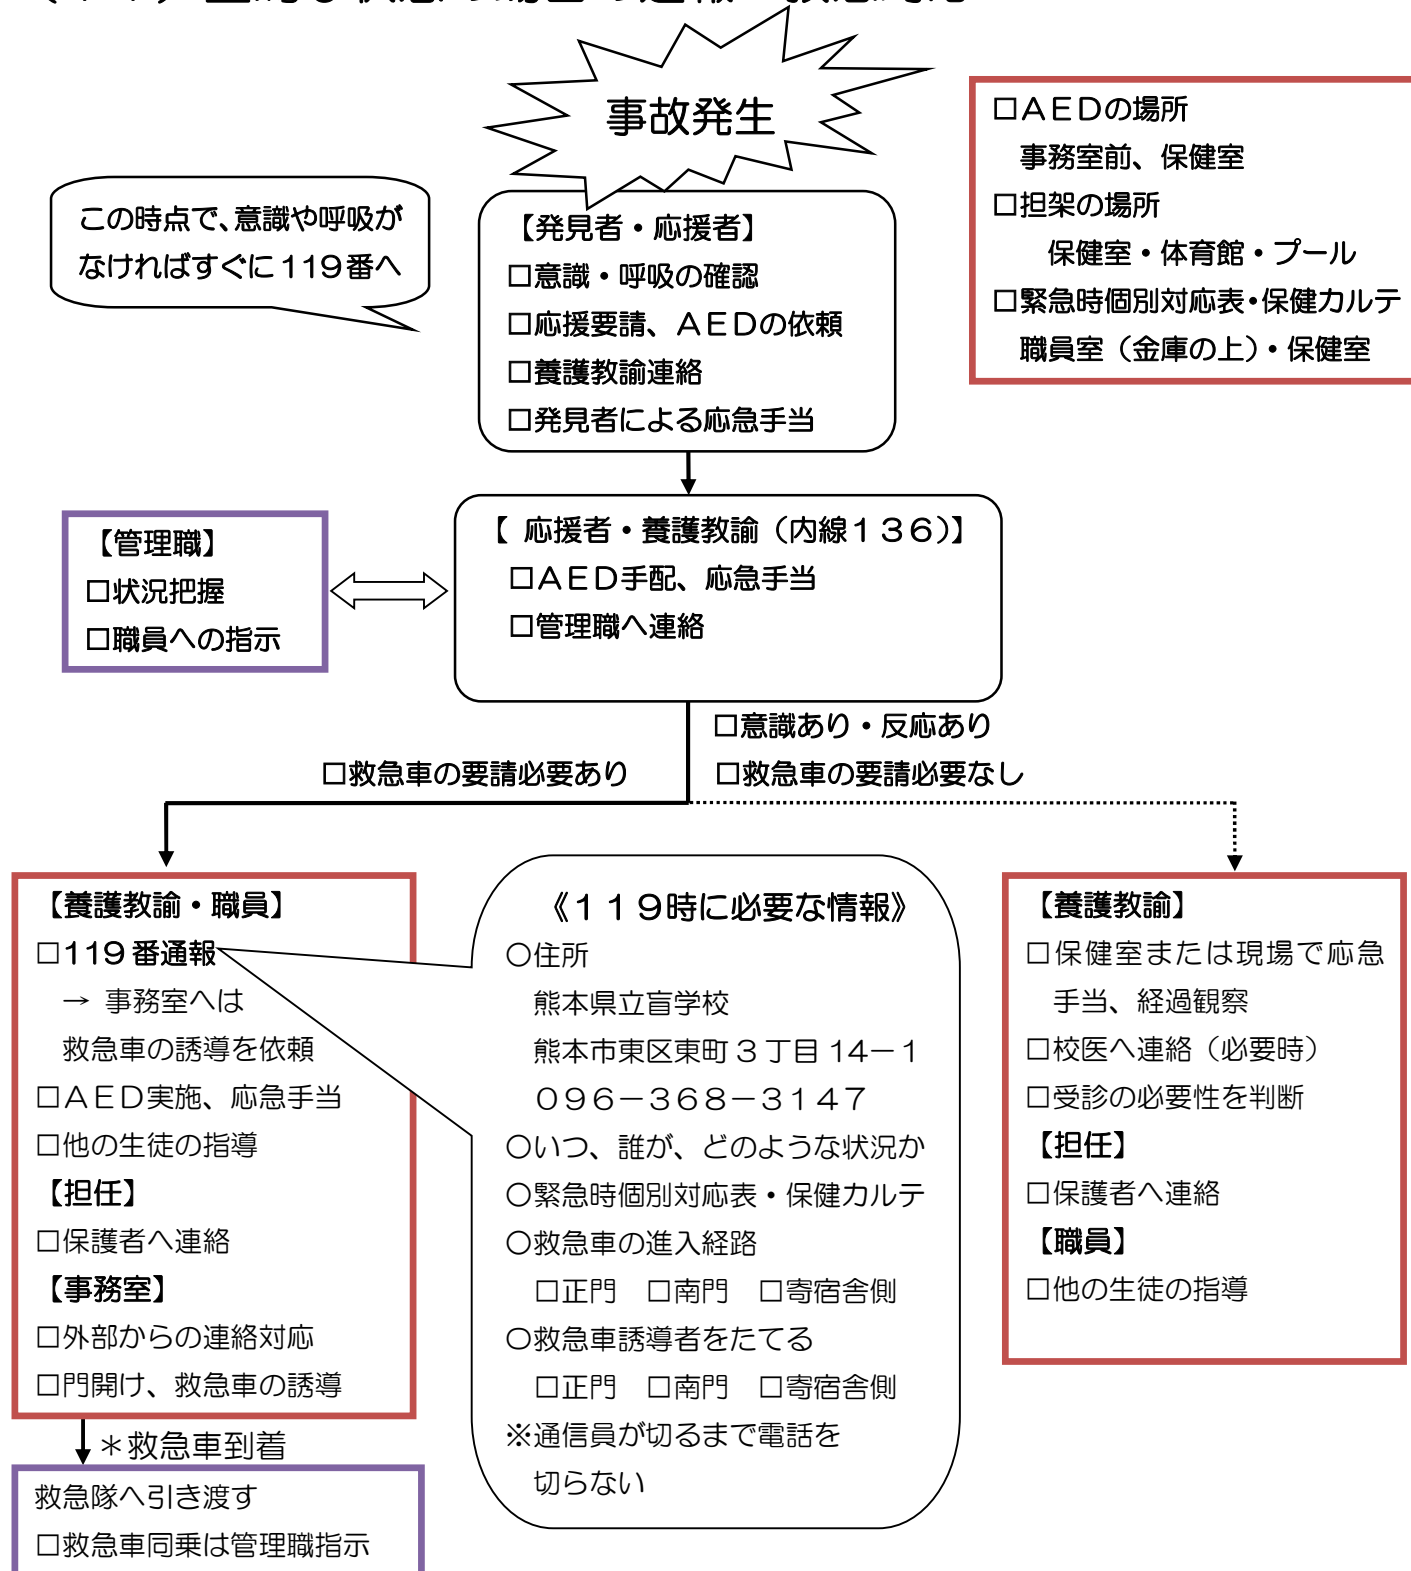 事故発生
□ＡＥＤの場所
事務室前、保健室
□担架の場所
保健室・体育館・プール
□緊急時個別対応表・保健カルテ
職員室（金庫の上）・保健室
この時点で、意識や呼吸が
なければすぐに119番へ
【発見者・応援者】
□意識・呼吸の確認
□応援要請、ＡＥＤの依頼
□養護教諭連絡
□発見者による応急手当
【管理職】
□状況把握
□職員への指示
【 応援者・養護教諭（内線１３６）】
□ＡＥＤ手配、応急手当
□管理職へ連絡
□意識あり・反応あり
□救急車の要請必要あり
□救急車の要請必要なし
【養護教諭・職員】
□119番通報
→ 事務室へは
救急車の誘導を依頼
□ＡＥＤ実施、応急手当
□他の生徒の指導
【担任】
□保護者へ連絡
【事務室】
□外部からの連絡対応
□門開け、救急車の誘導
＊救急車到着
救急隊へ引き渡す
□救急車同乗は管理職指示
《１１９時に必要な情報》
○住所
熊本県立盲学校
熊本市東区東町３丁目14－1
０９６－３６８－３１４７
○いつ、誰が、どのような状況か
○緊急時個別対応表・保健カルテ
○救急車の進入経路
□正門　□南門　□寄宿舎側
○救急車誘導者をたてる
□正門　□南門　□寄宿舎側
※通信員が切るまで電話を
切らない
【養護教諭】
□保健室または現場で応急
手当、経過観察
□校医へ連絡（必要時）
□受診の必要性を判断
【担任】
□保護者へ連絡
【職員】
□他の生徒の指導